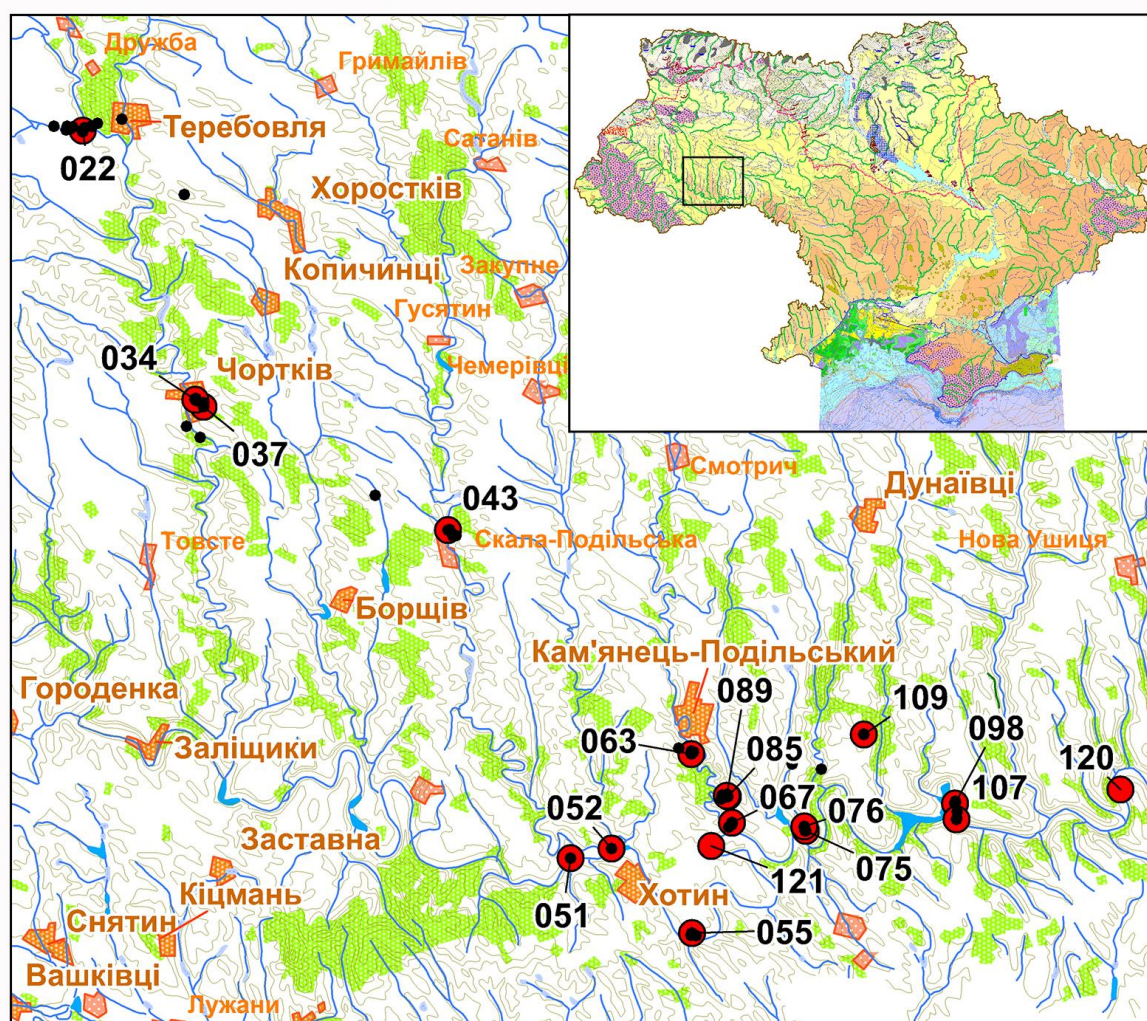 Дружба
Гримайлів
Теребовля
022
Сатанів
Хоростків
Копичинці
Закупне
Гусятин
034
Чортків
Чемерівці
037
Смотрич
Дунаївці
043
Товсте
Скала-Подільська
Нова Ушиця
Борщів
Кам'янець-Подільський
Городенка
089
109
Заліщики
063
085
098
120
107
052
067
076
Заставна
121
075
Кіцмань
Хотин
051
Снятин
055
Вашківці
Лужани